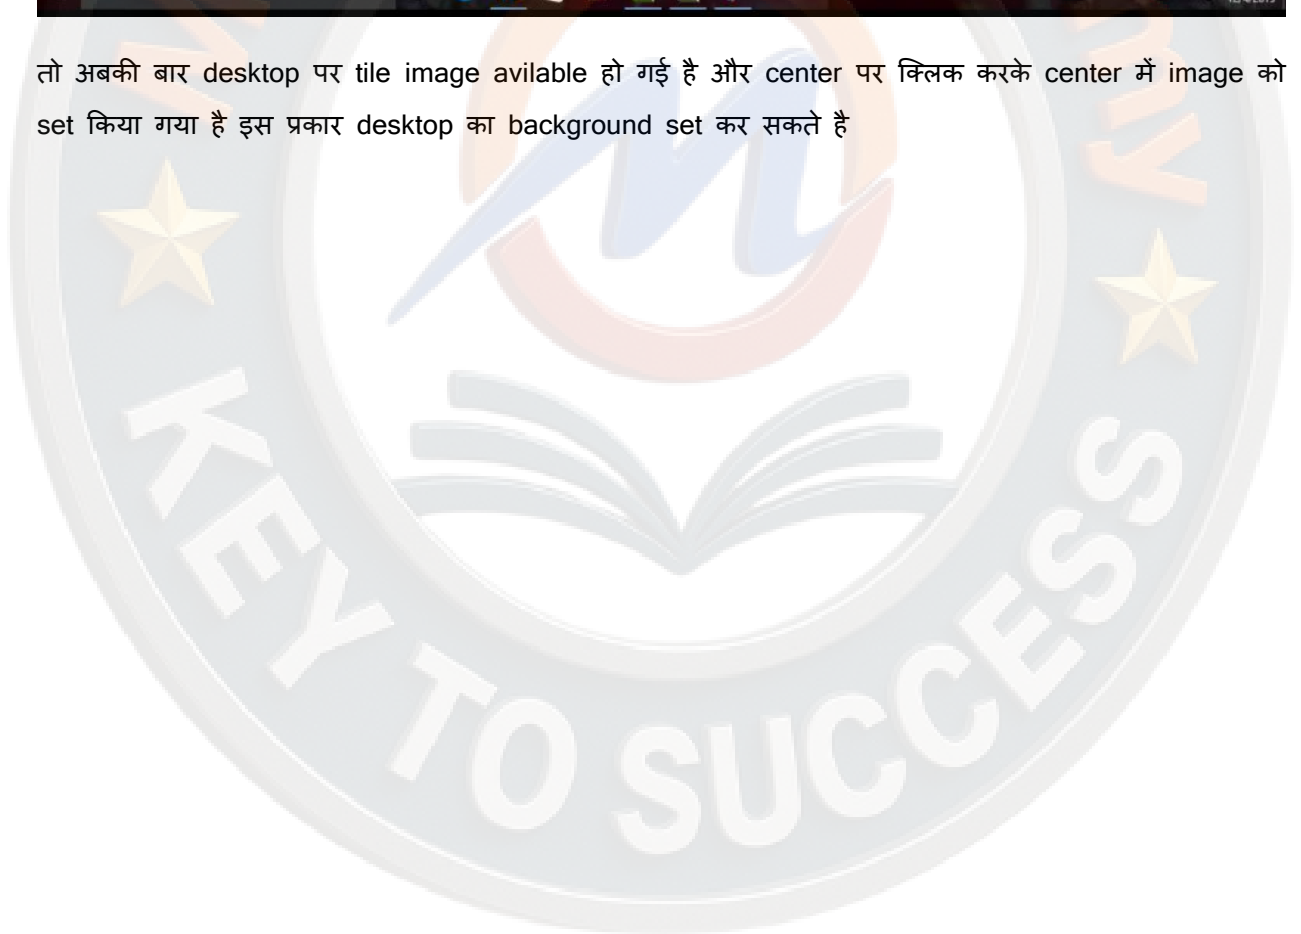 तो अबकी बार desktop पर tile image avilable हो गई है और center पर क्लिक करके center में image को
set किया गया है इस प्रकार desktop का background set कर सकते है
my
KEY TO SUCCESS